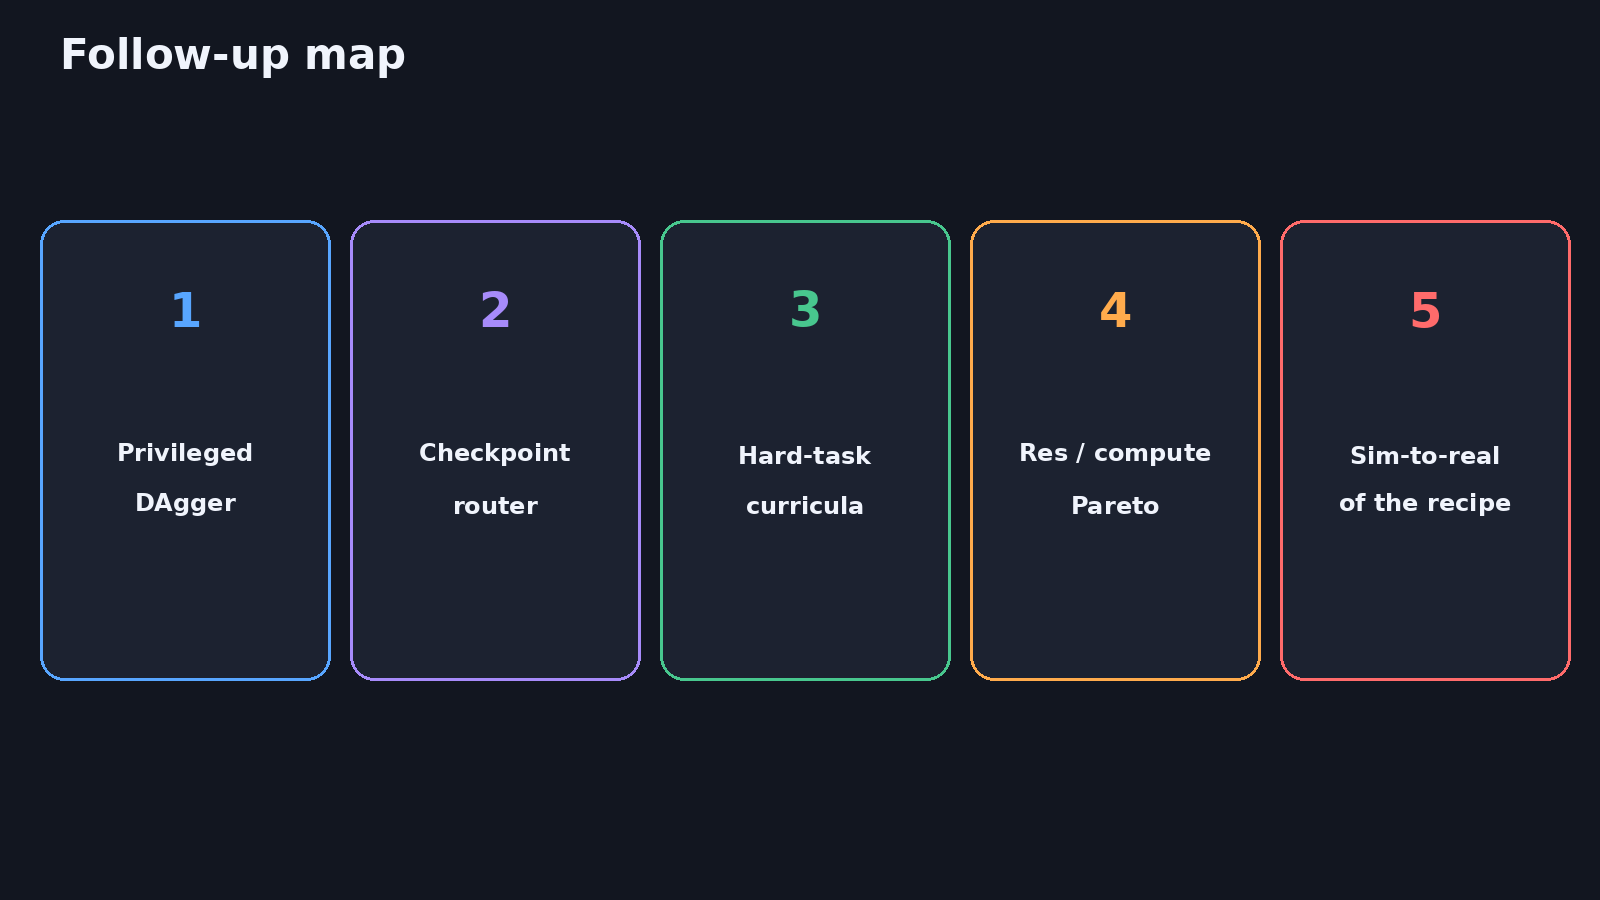 Follow-up map
1
Privileged
DAgger
2
Checkpoint
router
3
Hard-task
curricula
4
Res / compute
Pareto
5
Sim-to-real
of the recipe